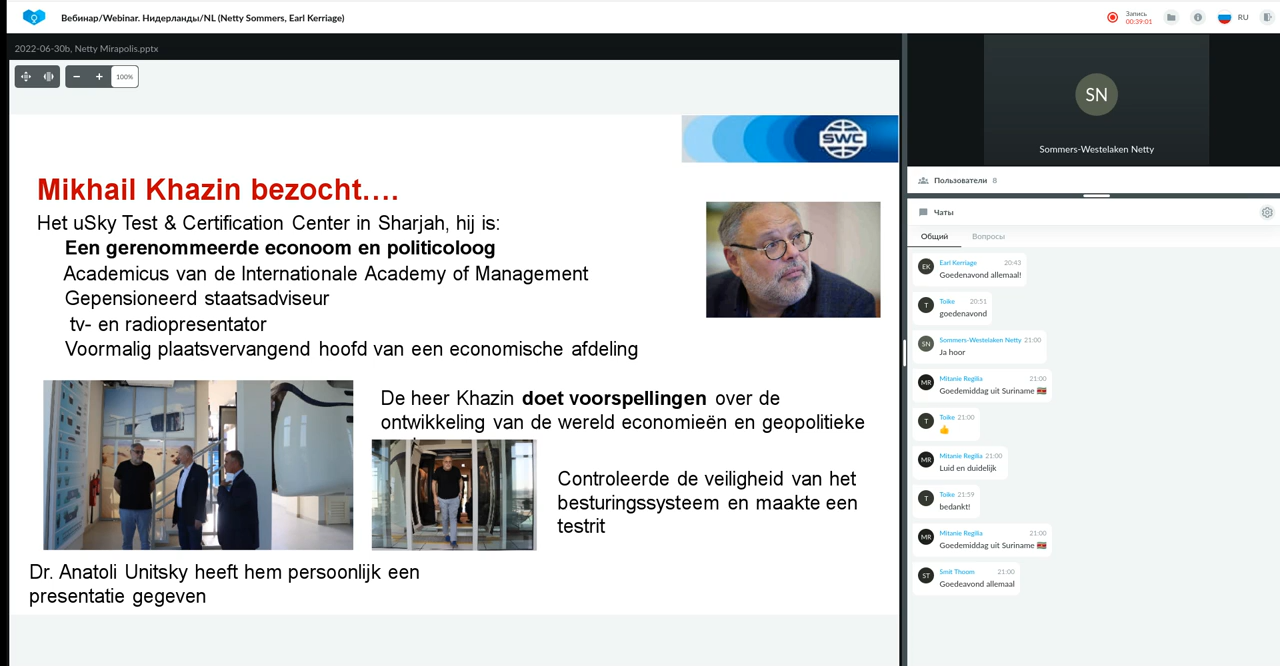 Вебинар/Webinar. Нидерланды/NL (Netty Sommers, Earl Kerriage)
Запись
00:39:01
RU
2022-06-30b, Netty Mirapolis.pptx
100%
SWC
Mikhail Khazin bezocht....
Het uSky Test & Certification Center in Sharjah, hij is:
Een gerenommeerde econoom en politicoloog
Academicus van de Internationale Academy of Management
Gepensioneerd staatsadviseur
tv- en radiopresentator
Voormalig plaatsvervangend hoofd van een economische afdeling
De heer Khazin doet voorspellingen over de
ontwikkeling van de wereld economieën en geopolitieke
Controleerde de veiligheid van het
besturingssysteem en maakte een
testrit
Dr. Anatoli Unitsky heeft hem persoonlijk een
presentatie gegeven
SN
Sommers-Westelaken Netty
Пользователи 8
Чаты
Общий Вопросы
EK Earl Kerriage 20:43
Goedenavond allemaal!
T Toike 20:51
goedenavond
SN Sommers-Westelaken Netty 21:00
Ja hoor
MR Mitanie Regilla 21:00
Goedemiddag uit Suriname 🇸🇷
T Toike 21:00
👍
MR Mitanie Regilla 21:00
Luid en duidelijk
T Toike 21:59
bedankt!
MR Mitanie Regilla 21:00
Goedemiddag uit Suriname 🇸🇷
ST Smit Thoom 21:00
Goedeavond allemaal